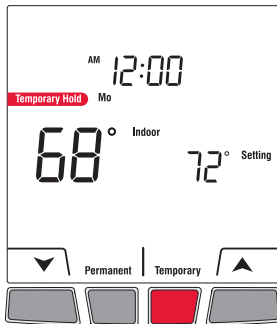 AM 12:00
Temporary Hold Mo
68° Indoor
72° Setting
Permanent Temporary